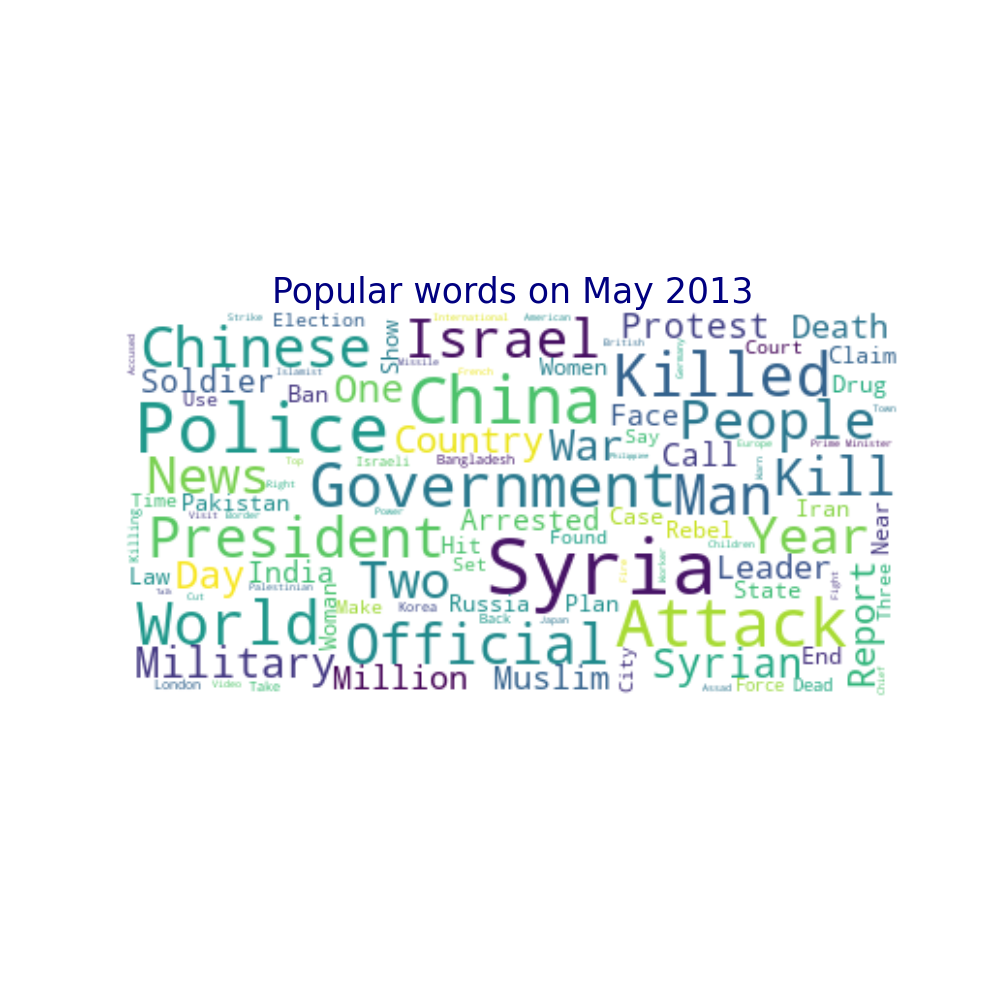 Popular words on May 2013
Accused
Strike
Election
Show
Israel
International
American
Protest
Death
Chinese
Missile
British
Court
Claim
Soldier
Islamist
French
Women
Germany
Killed
Drug
Use
Ban
One
China
Face
People
Town
Police
Country
War
Say
Europe
Prime Minister
News
Top
Israeli
Bangladesh
Philippine
Call
Warn
Kill
Right
Government
Man
Time
Pakistan
Iran
Killing
Visit
Border
Power
Arrested
Case
Rebel
Year
Near
President
Hit
Found
Children
Law
Day
India
Set
Syria
Fire
Worker
Leader
Talk
Cut
Palestinian
Two
State
Fight
Three
World
Woman
Make
Korea
Russia
Plan
Attack
Report
Back
Japan
Official
Military
Million
Muslim
City
Syrian
End
London
Video
Take
Assad
Force
Dead
Chief